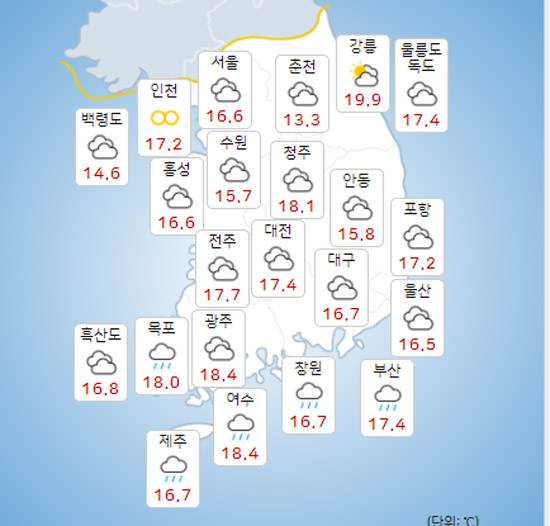 강릉
19.9
울릉도
독도
17.4
서울
16.6
춘천
13.3
인천
17.2
백령도
14.6
수원
15.7
청주
18.1
홍성
16.6
안동
15.8
포항
17.2
대전
17.4
전주
17.7
대구
16.7
울산
16.5
광주
18.4
목포
18.0
흑산도
16.8
창원
16.7
부산
17.4
여수
18.4
제주
16.7
(단위: ℃)